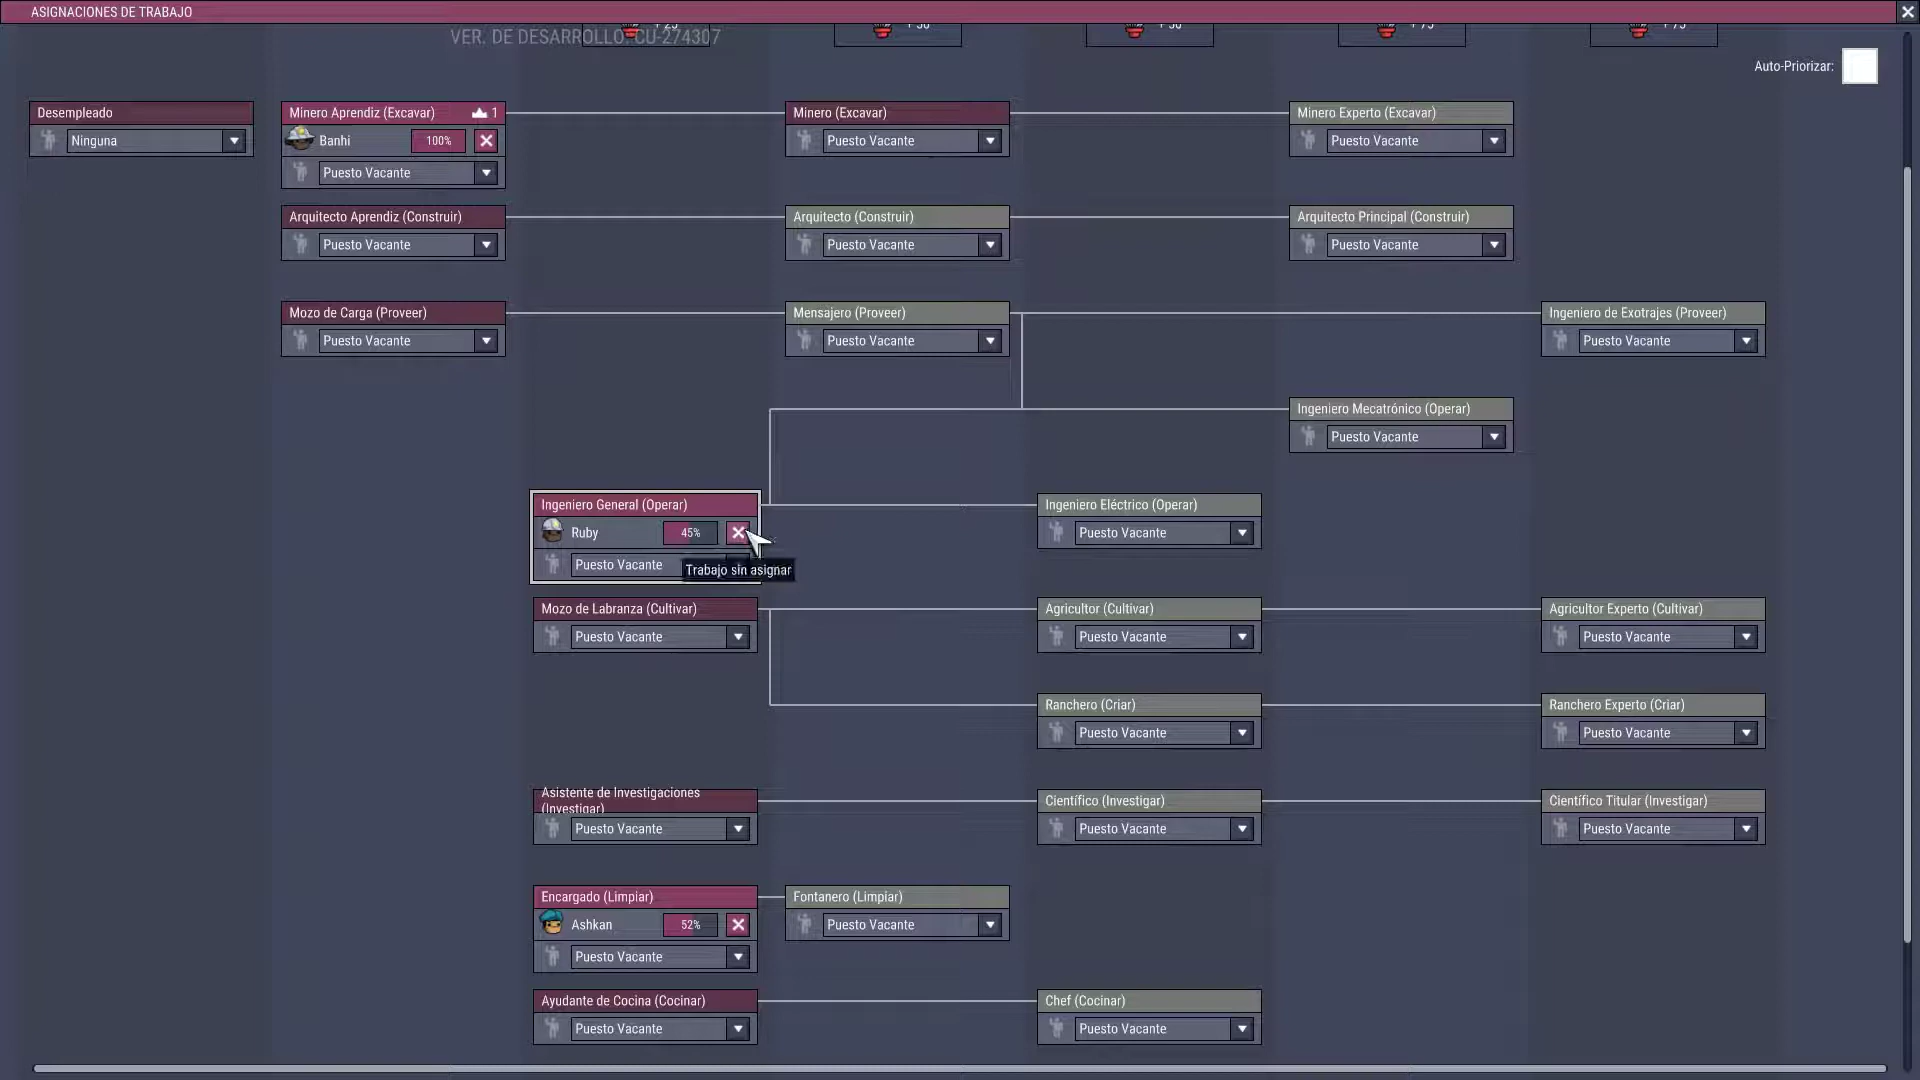 ASIGNACIONES DE TRABAJO
VER. DE DESARROLLO: CU-274307
Auto-Priorizar:
Desempleado
Ninguna
Minero Aprendiz (Excavar) 1
Banhi 100%
Puesto Vacante
Minero (Excavar)
Puesto Vacante
Minero Experto (Excavar)
Puesto Vacante
Arquitecto Aprendiz (Construir)
Puesto Vacante
Arquitecto (Construir)
Puesto Vacante
Arquitecto Principal (Construir)
Puesto Vacante
Mozo de Carga (Proveer)
Puesto Vacante
Mensajero (Proveer)
Puesto Vacante
Ingeniero de Exotrajes (Proveer)
Puesto Vacante
Ingeniero Mecatrónico (Operar)
Puesto Vacante
Ingeniero General (Operar)
Ruby 45%
Puesto Vacante
Trabajo sin asignar
Ingeniero Eléctrico (Operar)
Puesto Vacante
Mozo de Labranza (Cultivar)
Puesto Vacante
Agricultor (Cultivar)
Puesto Vacante
Agricultor Experto (Cultivar)
Puesto Vacante
Ranchero (Criar)
Puesto Vacante
Ranchero Experto (Criar)
Puesto Vacante
Asistente de Investigaciones
(Investigar)
Puesto Vacante
Científico (Investigar)
Puesto Vacante
Científico Titular (Investigar)
Puesto Vacante
Encargado (Limpiar)
Ashkan 52%
Puesto Vacante
Fontanero (Limpiar)
Puesto Vacante
Ayudante de Cocina (Cocinar)
Puesto Vacante
Chef (Cocinar)
Puesto Vacante